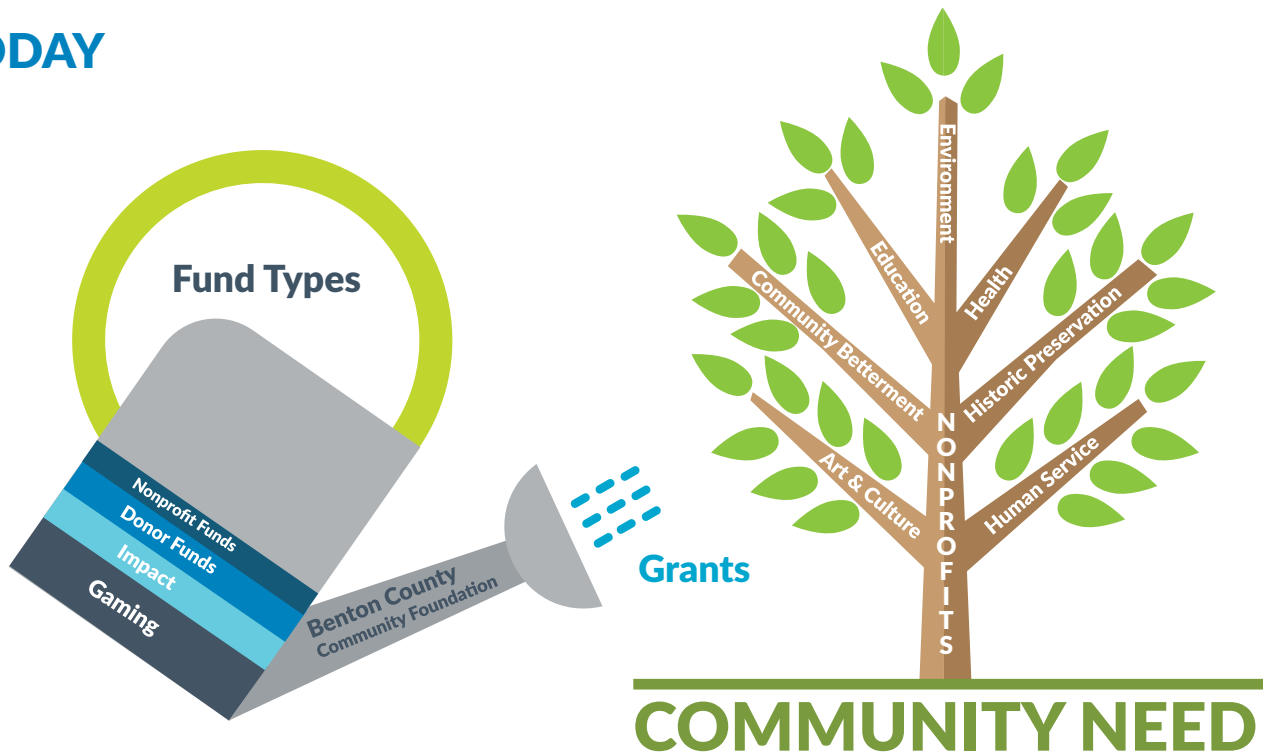 ODAY
Fund Types
Nonprofit Funds
Donor Funds
Impact
Gaming
Benton County
Community Foundation
Grants
Environment
Education
Health
Community Betterment
Historic Preservation
Art & Culture
Human Service
NONPROFITS
COMMUNITY NEED